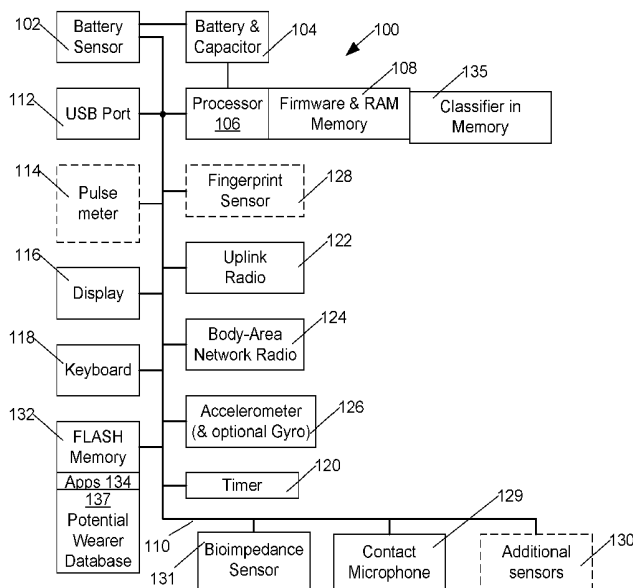 102
Battery
Sensor
Battery &
Capacitor
104
100
112
USB Port
Processor
106
108
Firmware & RAM
Memory
135
Classifier in
Memory
114
Pulse
meter
Fingerprint
Sensor
128
116
Display
Uplink
Radio
122
118
Keyboard
Body-Area
Network Radio
124
132
FLASH
Memory
Apps 134
137
Potential
Wearer
Database
Accelerometer
(& optional Gyro)
126
Timer
120
110
131
Bioimpedance
Sensor
Contact
Microphone
129
Additional
sensors
130